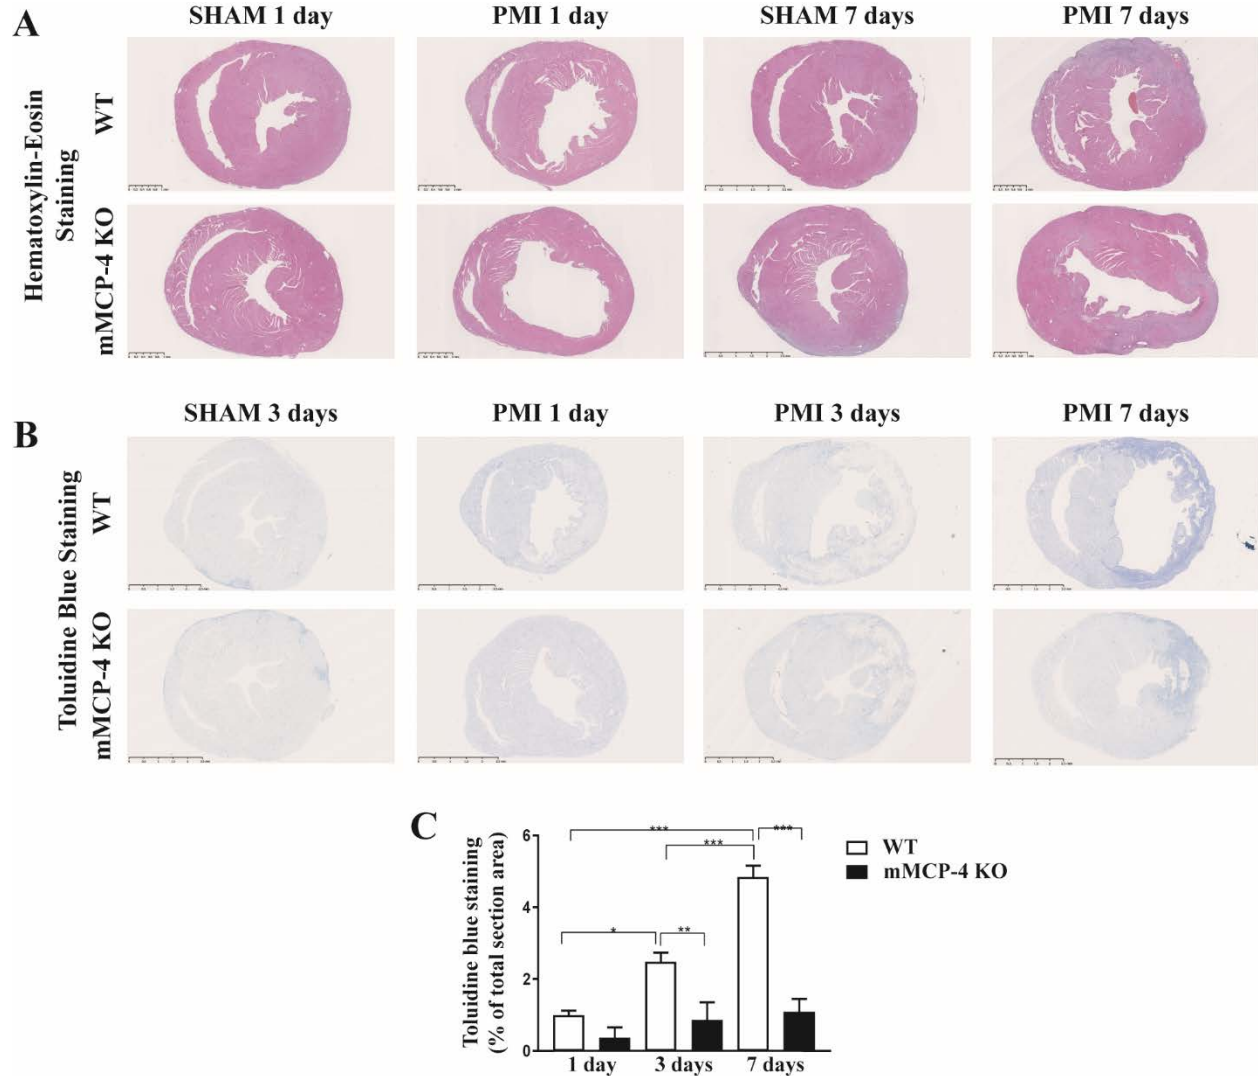 A
SHAM 1 day
PMI 1 day
SHAM 7 days
PMI 7 days
Hematoxylin-Eosin
Staining
WT
mMCP-4 KO
B
SHAM 3 days
PMI 1 day
PMI 3 days
PMI 7 days
Toluidine Blue Staining
WT
mMCP-4 KO
C
Toluidine blue staining
(% of total section area)
6
4
2
0
***
***
***
*
**
1 day
3 days
7 days
WT
mMCP-4 KO